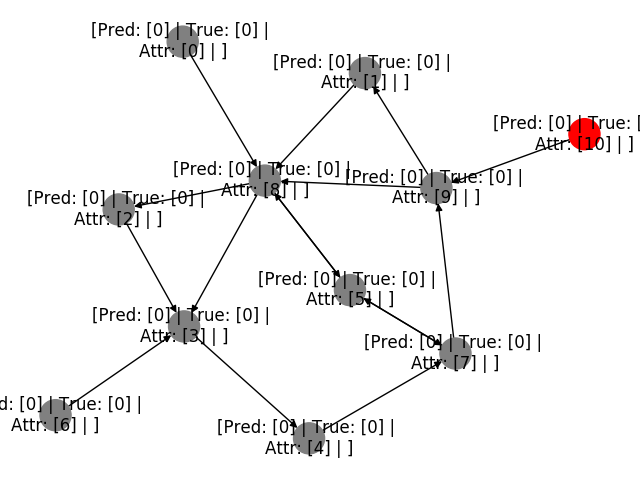 [Pred: [0] | True: [0] |
Attr: [0] | ]
[Pred: [0] | True: [0] |
Attr: [1] | ]
[Pred: [0] | True: [
Attr: [10] | ]
[Pred: [0] | True: [0] |
Attr: [8] | ]
[Pred: [0] | True: [0] |
Attr: [9] | ]
[Pred: [0] | True: [0] |
Attr: [2] | ]
[Pred: [0] | True: [0] |
Attr: [5] | ]
[Pred: [0] | True: [0] |
Attr: [3] | ]
[Pred: [0] | True: [0] |
Attr: [7] | ]
d: [0] | True: [0] |
Attr: [6] | ]
[Pred: [0] | True: [0] |
Attr: [4] | ]